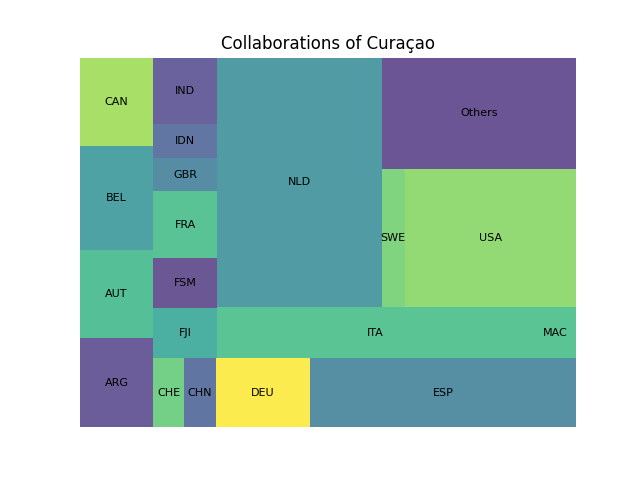 Collaborations of Curaçao
CAN
IND
NLD
Others
IDN
GBR
BEL
FRA
SWE
USA
FSM
AUT
FJI
ITA
MAC
ARG
CHE
CHN
DEU
ESP